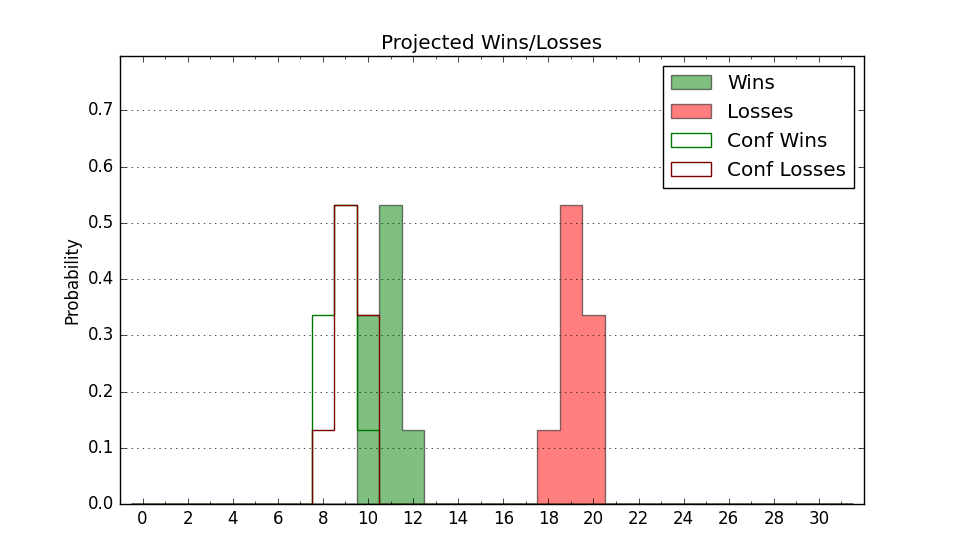 Projected Wins/Losses
Wins
Losses
Conf Wins
Conf Losses
Probability
0.7
0.6
0.5
0.4
0.3
0.2
0.1
0.0
0 2 4 6 8 10 12 14 16 18 20 22 24 26 28 30